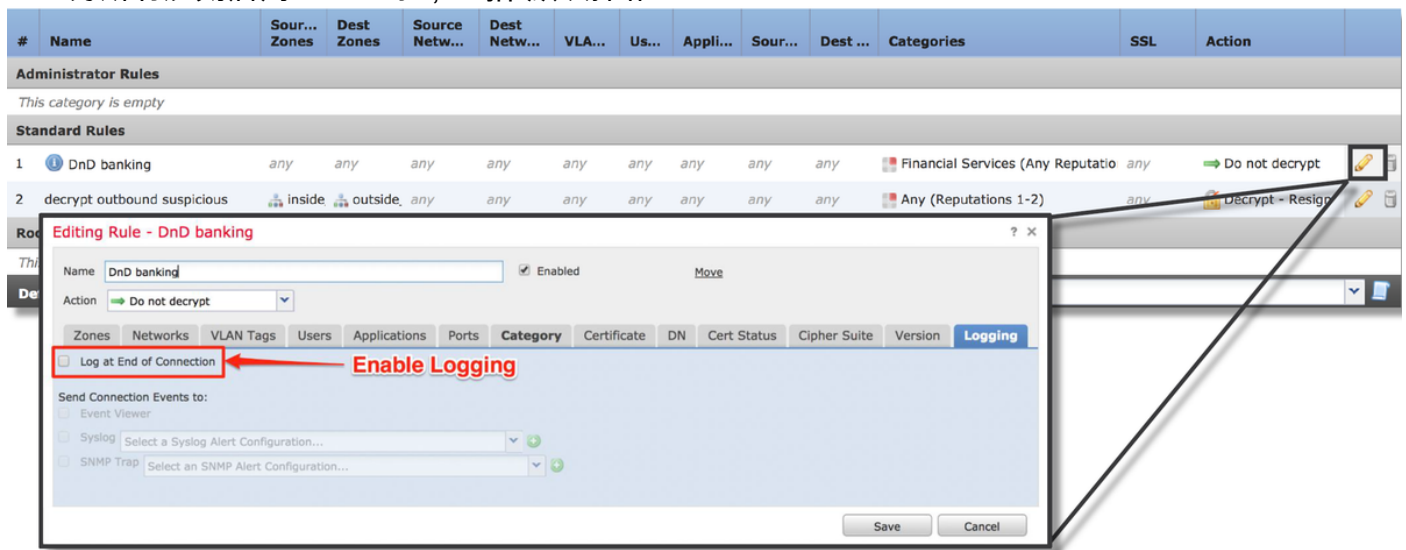 # Name Sour... Zones Dest Zones Source Netw... Dest Netw... VLA... Us... Appli... Sour... Dest ... Categories SSL Action
Administrator Rules
This category is empty
Standard Rules
1 DnD banking any any any any any any any any any Financial Services (Any Reputatio any Do not decrypt
2 decrypt outbound suspicious inside outside any any any any any any any Any (Reputations 1-2) any Decrypt - Resign
Roo
Thi
De
Editing Rule - DnD banking ? ×
Name DnD banking Enabled Move
Action Do not decrypt
Zones Networks VLAN Tags Users Applications Ports Category Certificate DN Cert Status Cipher Suite Version Logging
Log at End of Connection Enable Logging
Send Connection Events to:
Event Viewer
Syslog Select a Syslog Alert Configuration...
SNMP Trap Select an SNMP Alert Configuration...
Save Cancel